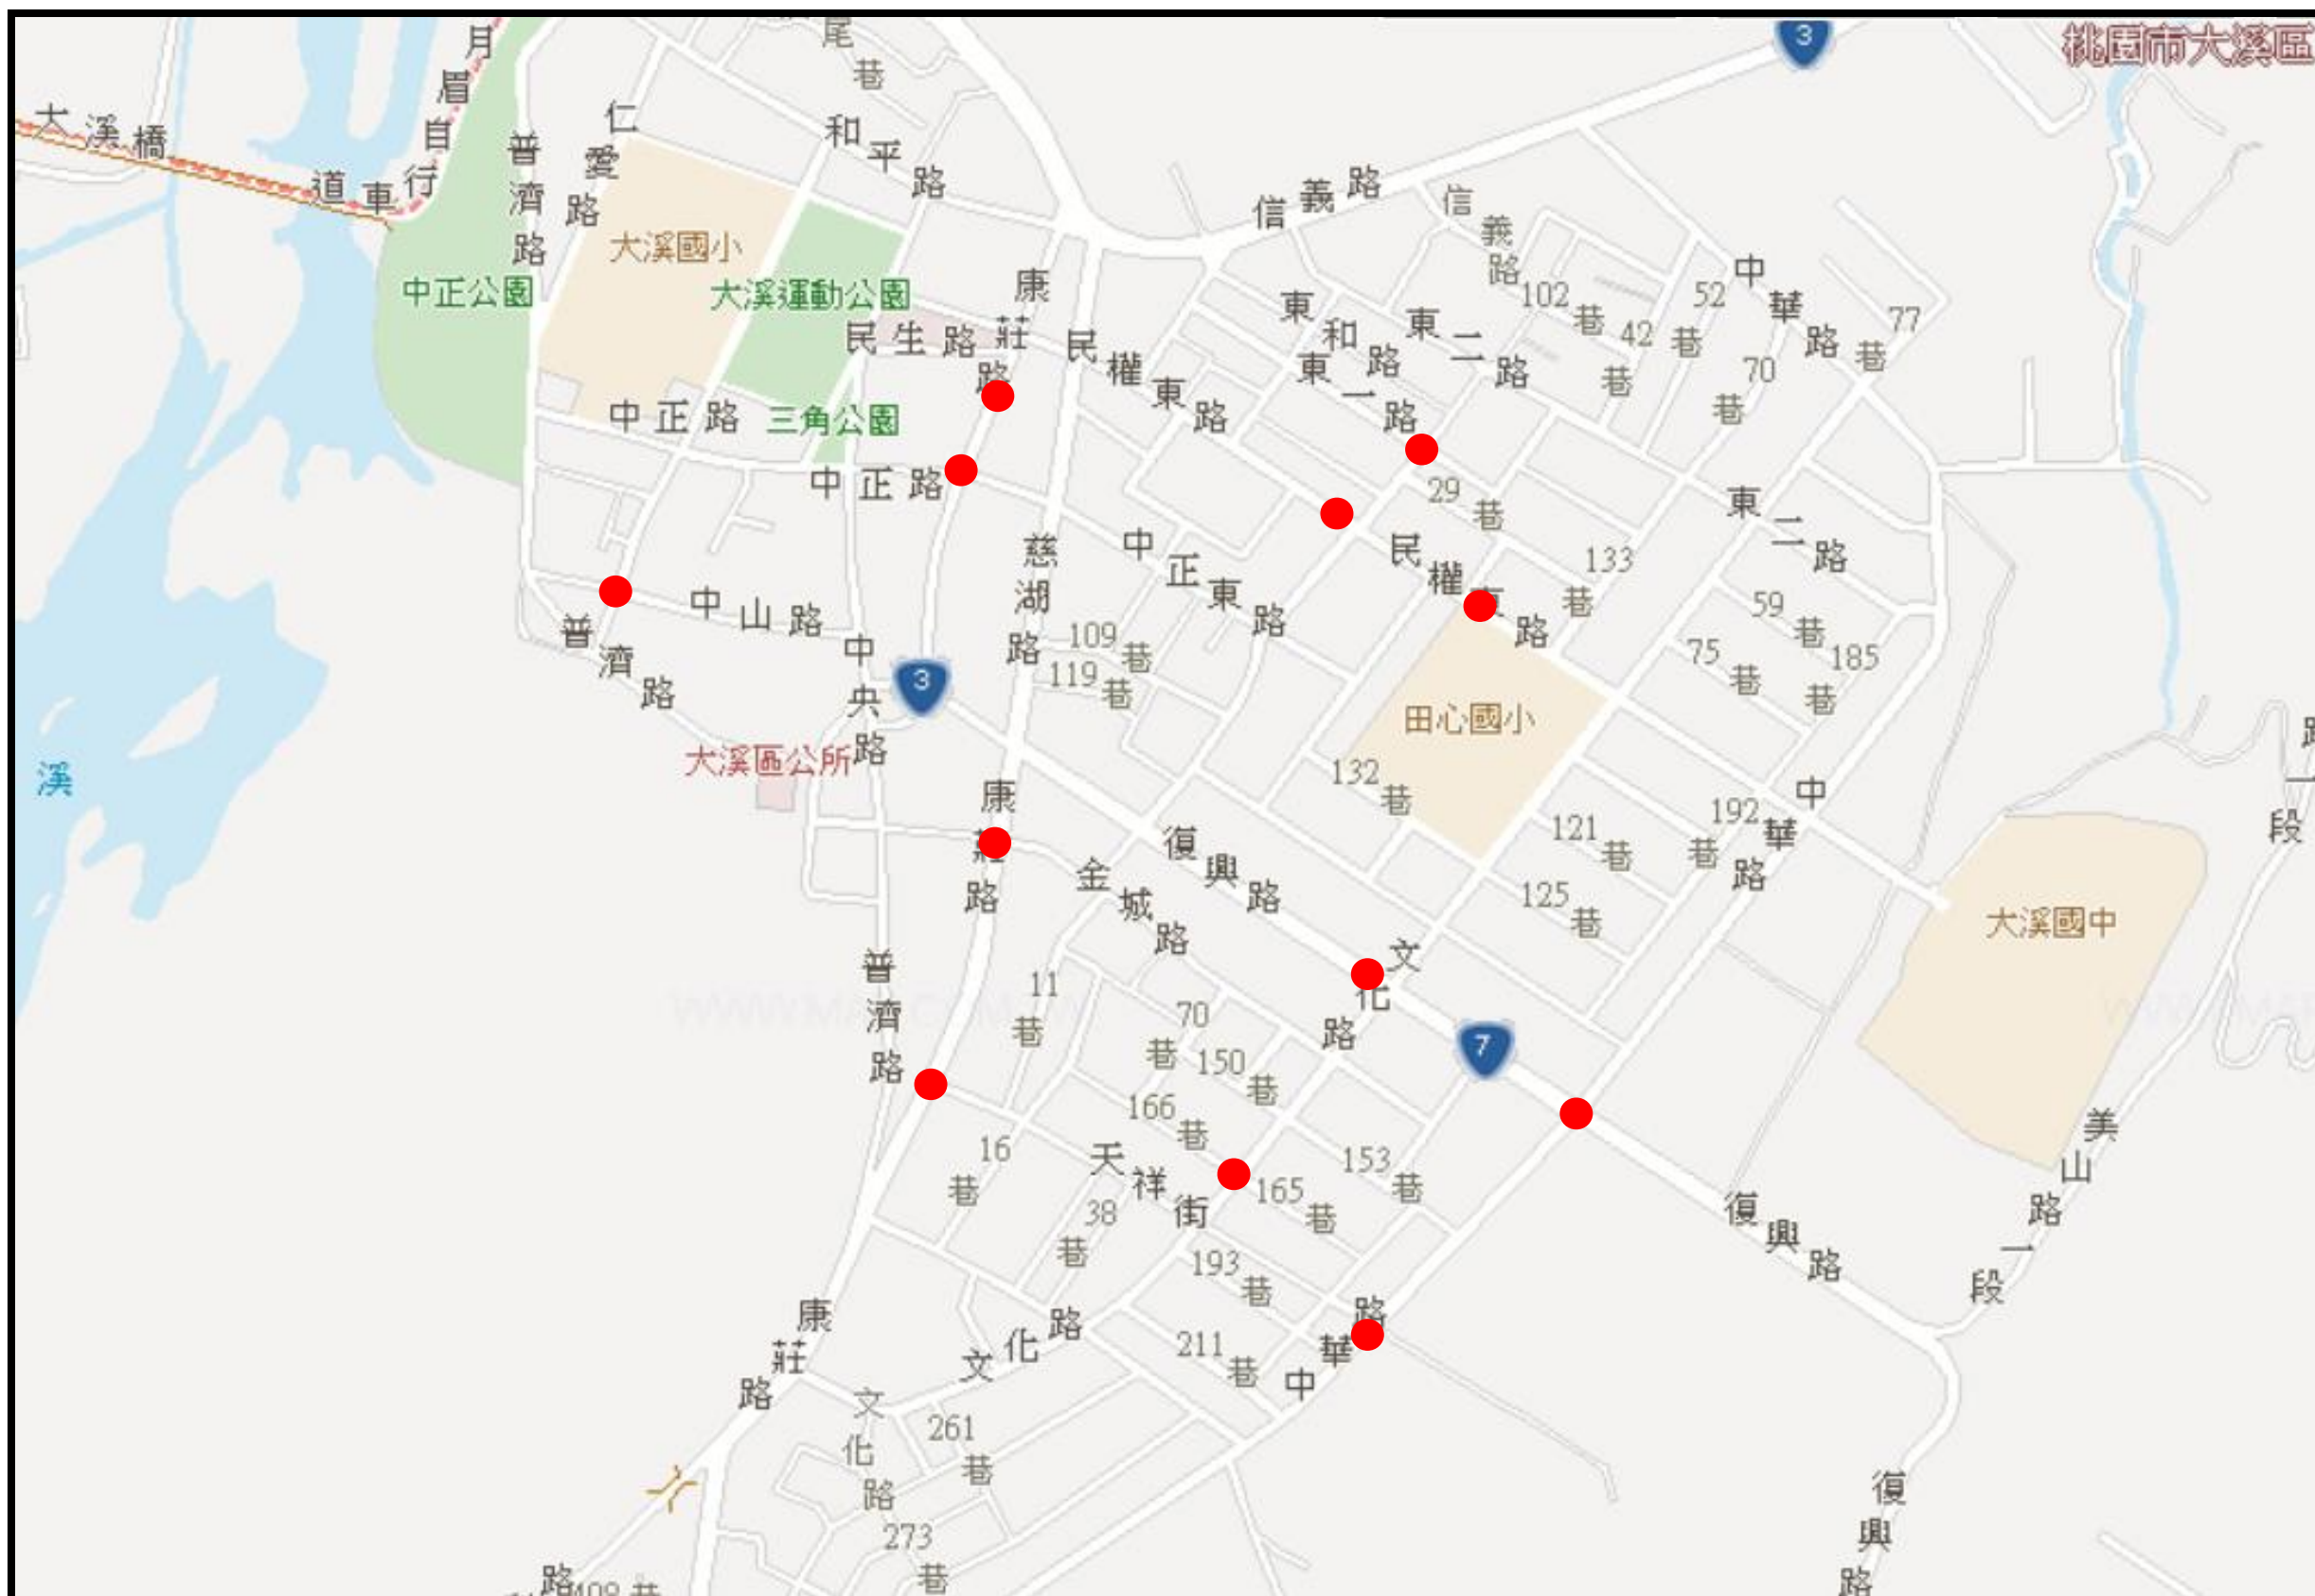 桃園市大溪區
3
月眉自行車道
尾巷
大溪橋
普濟路
仁愛路
和平路
信義路
信義路
大溪國小
中正公園
大溪運動公園
康莊路
民生路
民權東路
東和路
東一路
東二路
102巷
42巷
52巷
70巷
中華路
77巷
中正路
三角公園
中正路
29巷
133巷
東二路
慈湖路
中正東路
民權東路
59巷
75巷
185巷
中山路
普濟路
中央路
109巷
119巷
3
田心國小
大溪區公所
溪
132巷
121巷
125巷
192巷
中華路
康莊路
金城路
復興路
文化路
大溪國中
路一段
普濟路
11巷
70巷
150巷
7
166巷
16巷
天祥街
38巷
165巷
153巷
193巷
211巷
中華路
復興路
美山路一段
康莊路
文化路
文化路
261巷
273巷
復興路
路